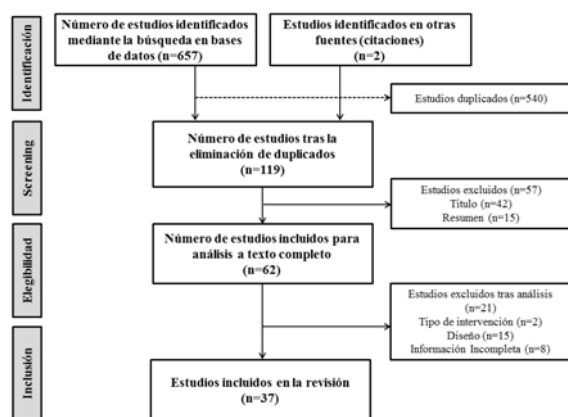 Identificación
Número de estudios identificados
mediante la búsqueda en bases
de datos (n=657)
Estudios identificados en otras
fuentes (citaciones)
(n=2)
Estudios duplicados (n=540)
Screening
Número de estudios tras la
eliminación de duplicados
(n=119)
Estudios excluidos (n=57)
Titulo (n=42)
Resumen (n=15)
Elegibilidad
Número de estudios incluidos para
análisis a texto completo
(n=62)
Estudios excluidos tras análisis
(n=21)
Tipo de intervención (n=2)
Diseño (n=15)
Información Incompleta (n=8)
Inclusión
Estudios incluidos en la revisión
(n=37)